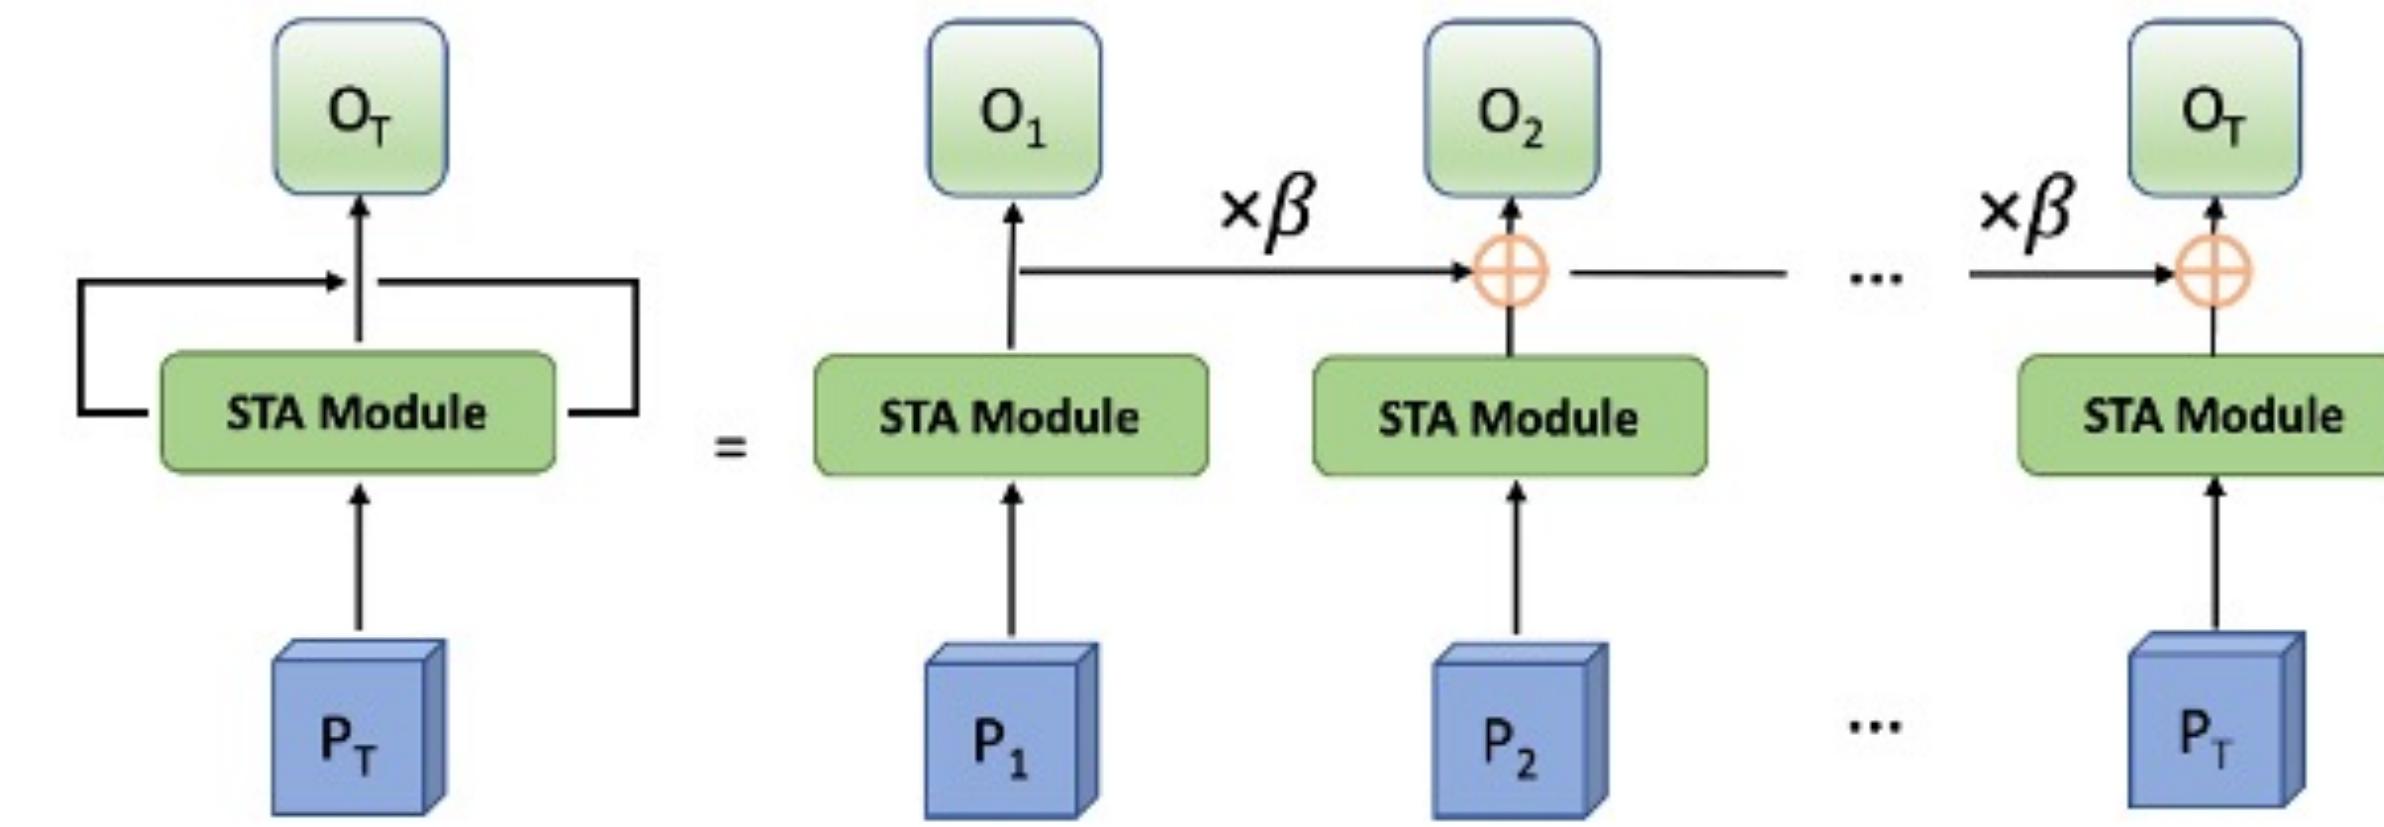 O_T O_1 O_2 O_T
×β ×β
...
STA Module STA Module STA Module STA Module
=
P_T P_1 P_2 ... P_T